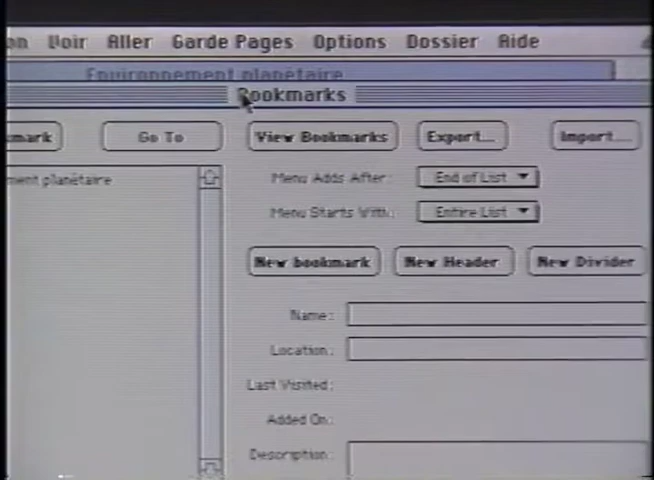 on Voir Aller Garde Pages Options Dossier Aide
Environnement planétaire
Bookmarks
mark Go To View Bookmarks Export... Import...
ment planétaire
Menu Adds After: End of List
Menu Starts With: Entire List
New bookmark New Header New Divider
Name:
Location:
Last Visited:
Added On:
Description: